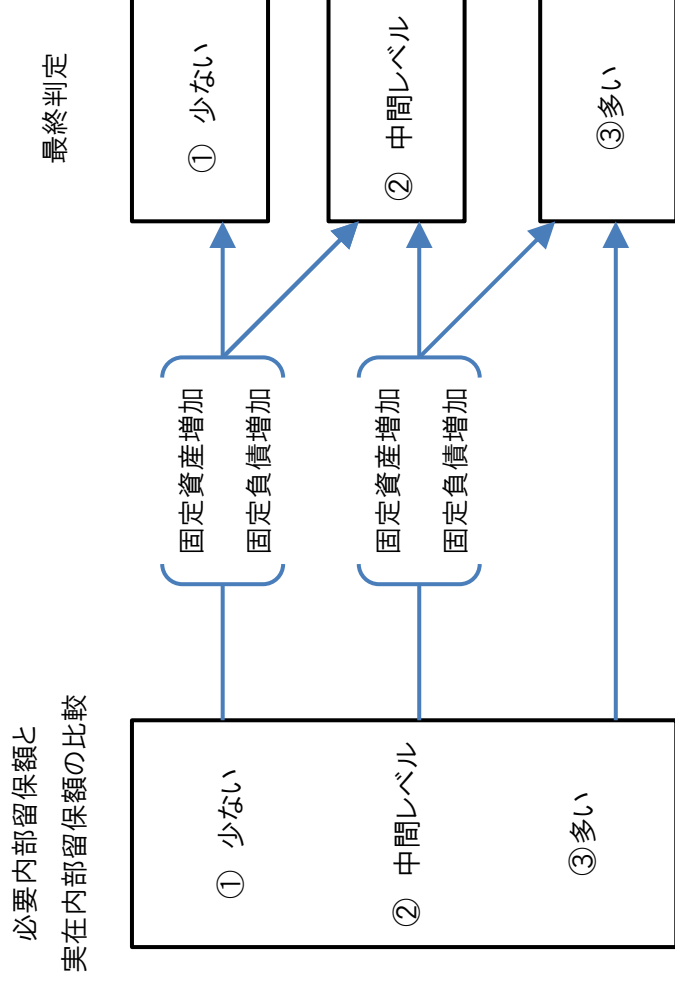 必要内部留保額と
実在内部留保額の比較
① 少ない
② 中間レベル
③多い
固定資産増加
固定負債増加
固定資産増加
固定負債増加
最終判定
① 少ない
② 中間レベル
③多い